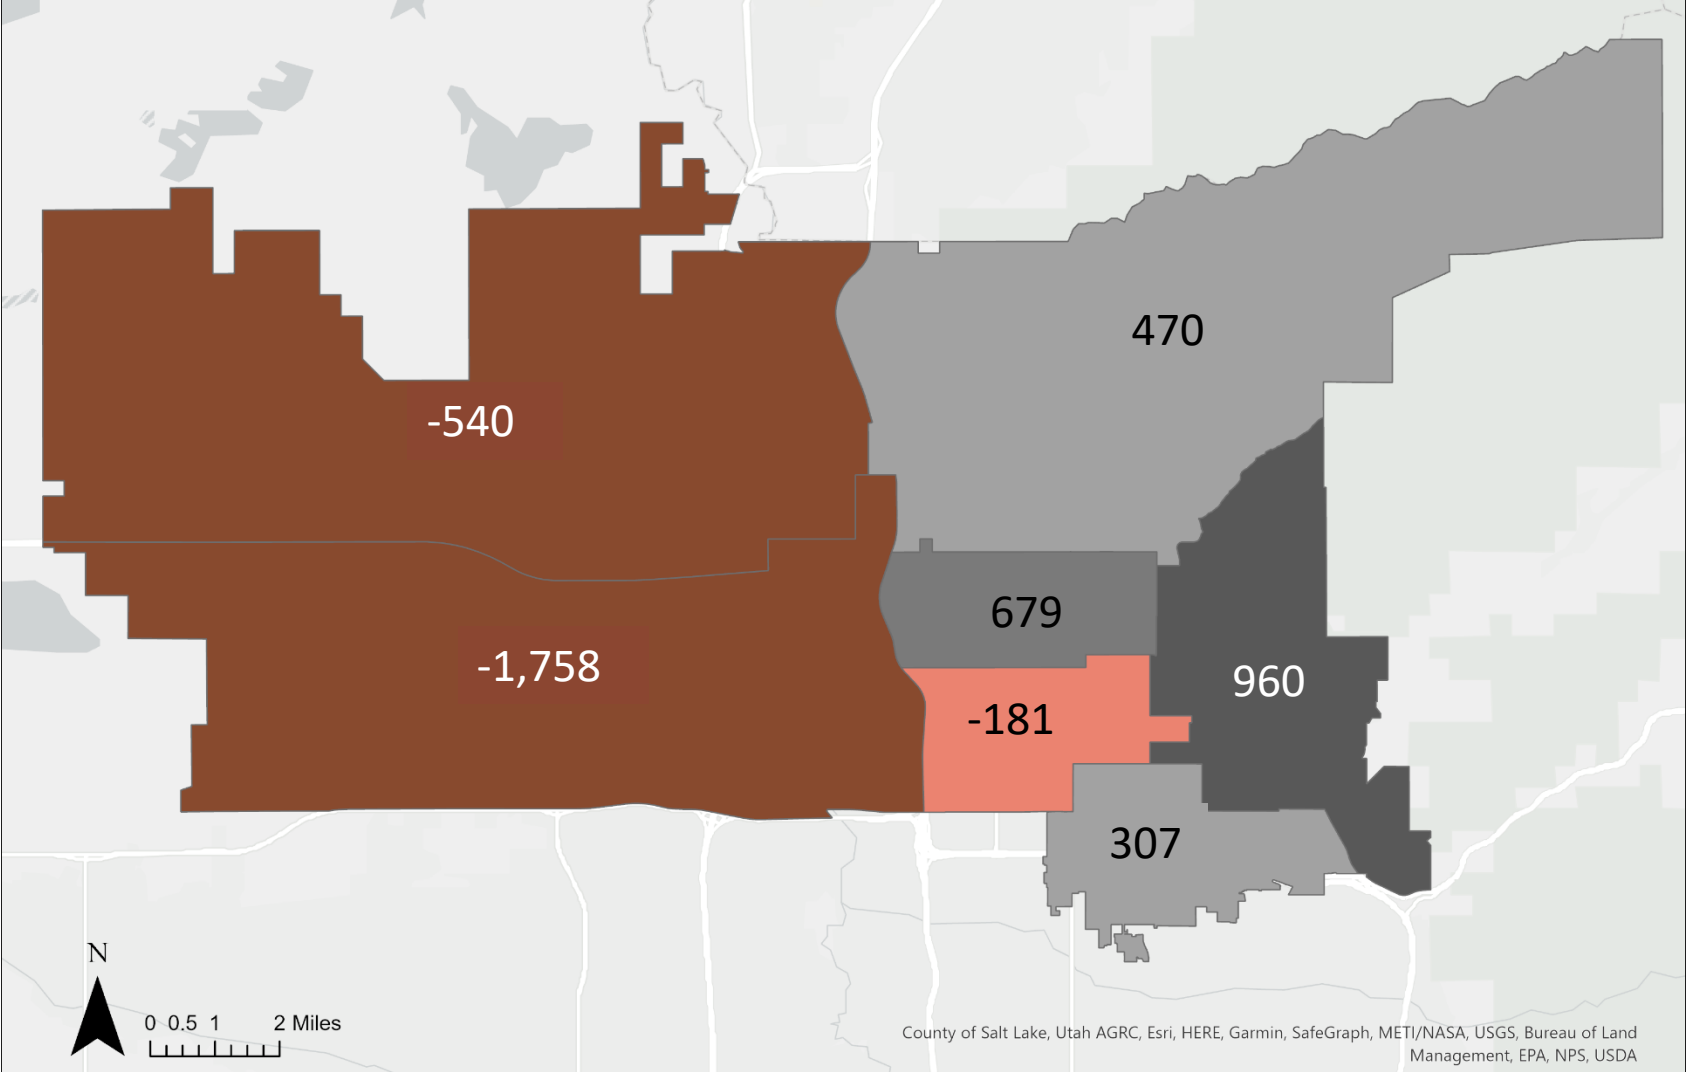 470
-540
679
-1,758
960
-181
307
N
0 0.5 1 2 Miles
County of Salt Lake, Utah AGRC, Esri, HERE, Garmin, SafeGraph, METI/NASA, USGS, Bureau of Land
Management, EPA, NPS, USDA